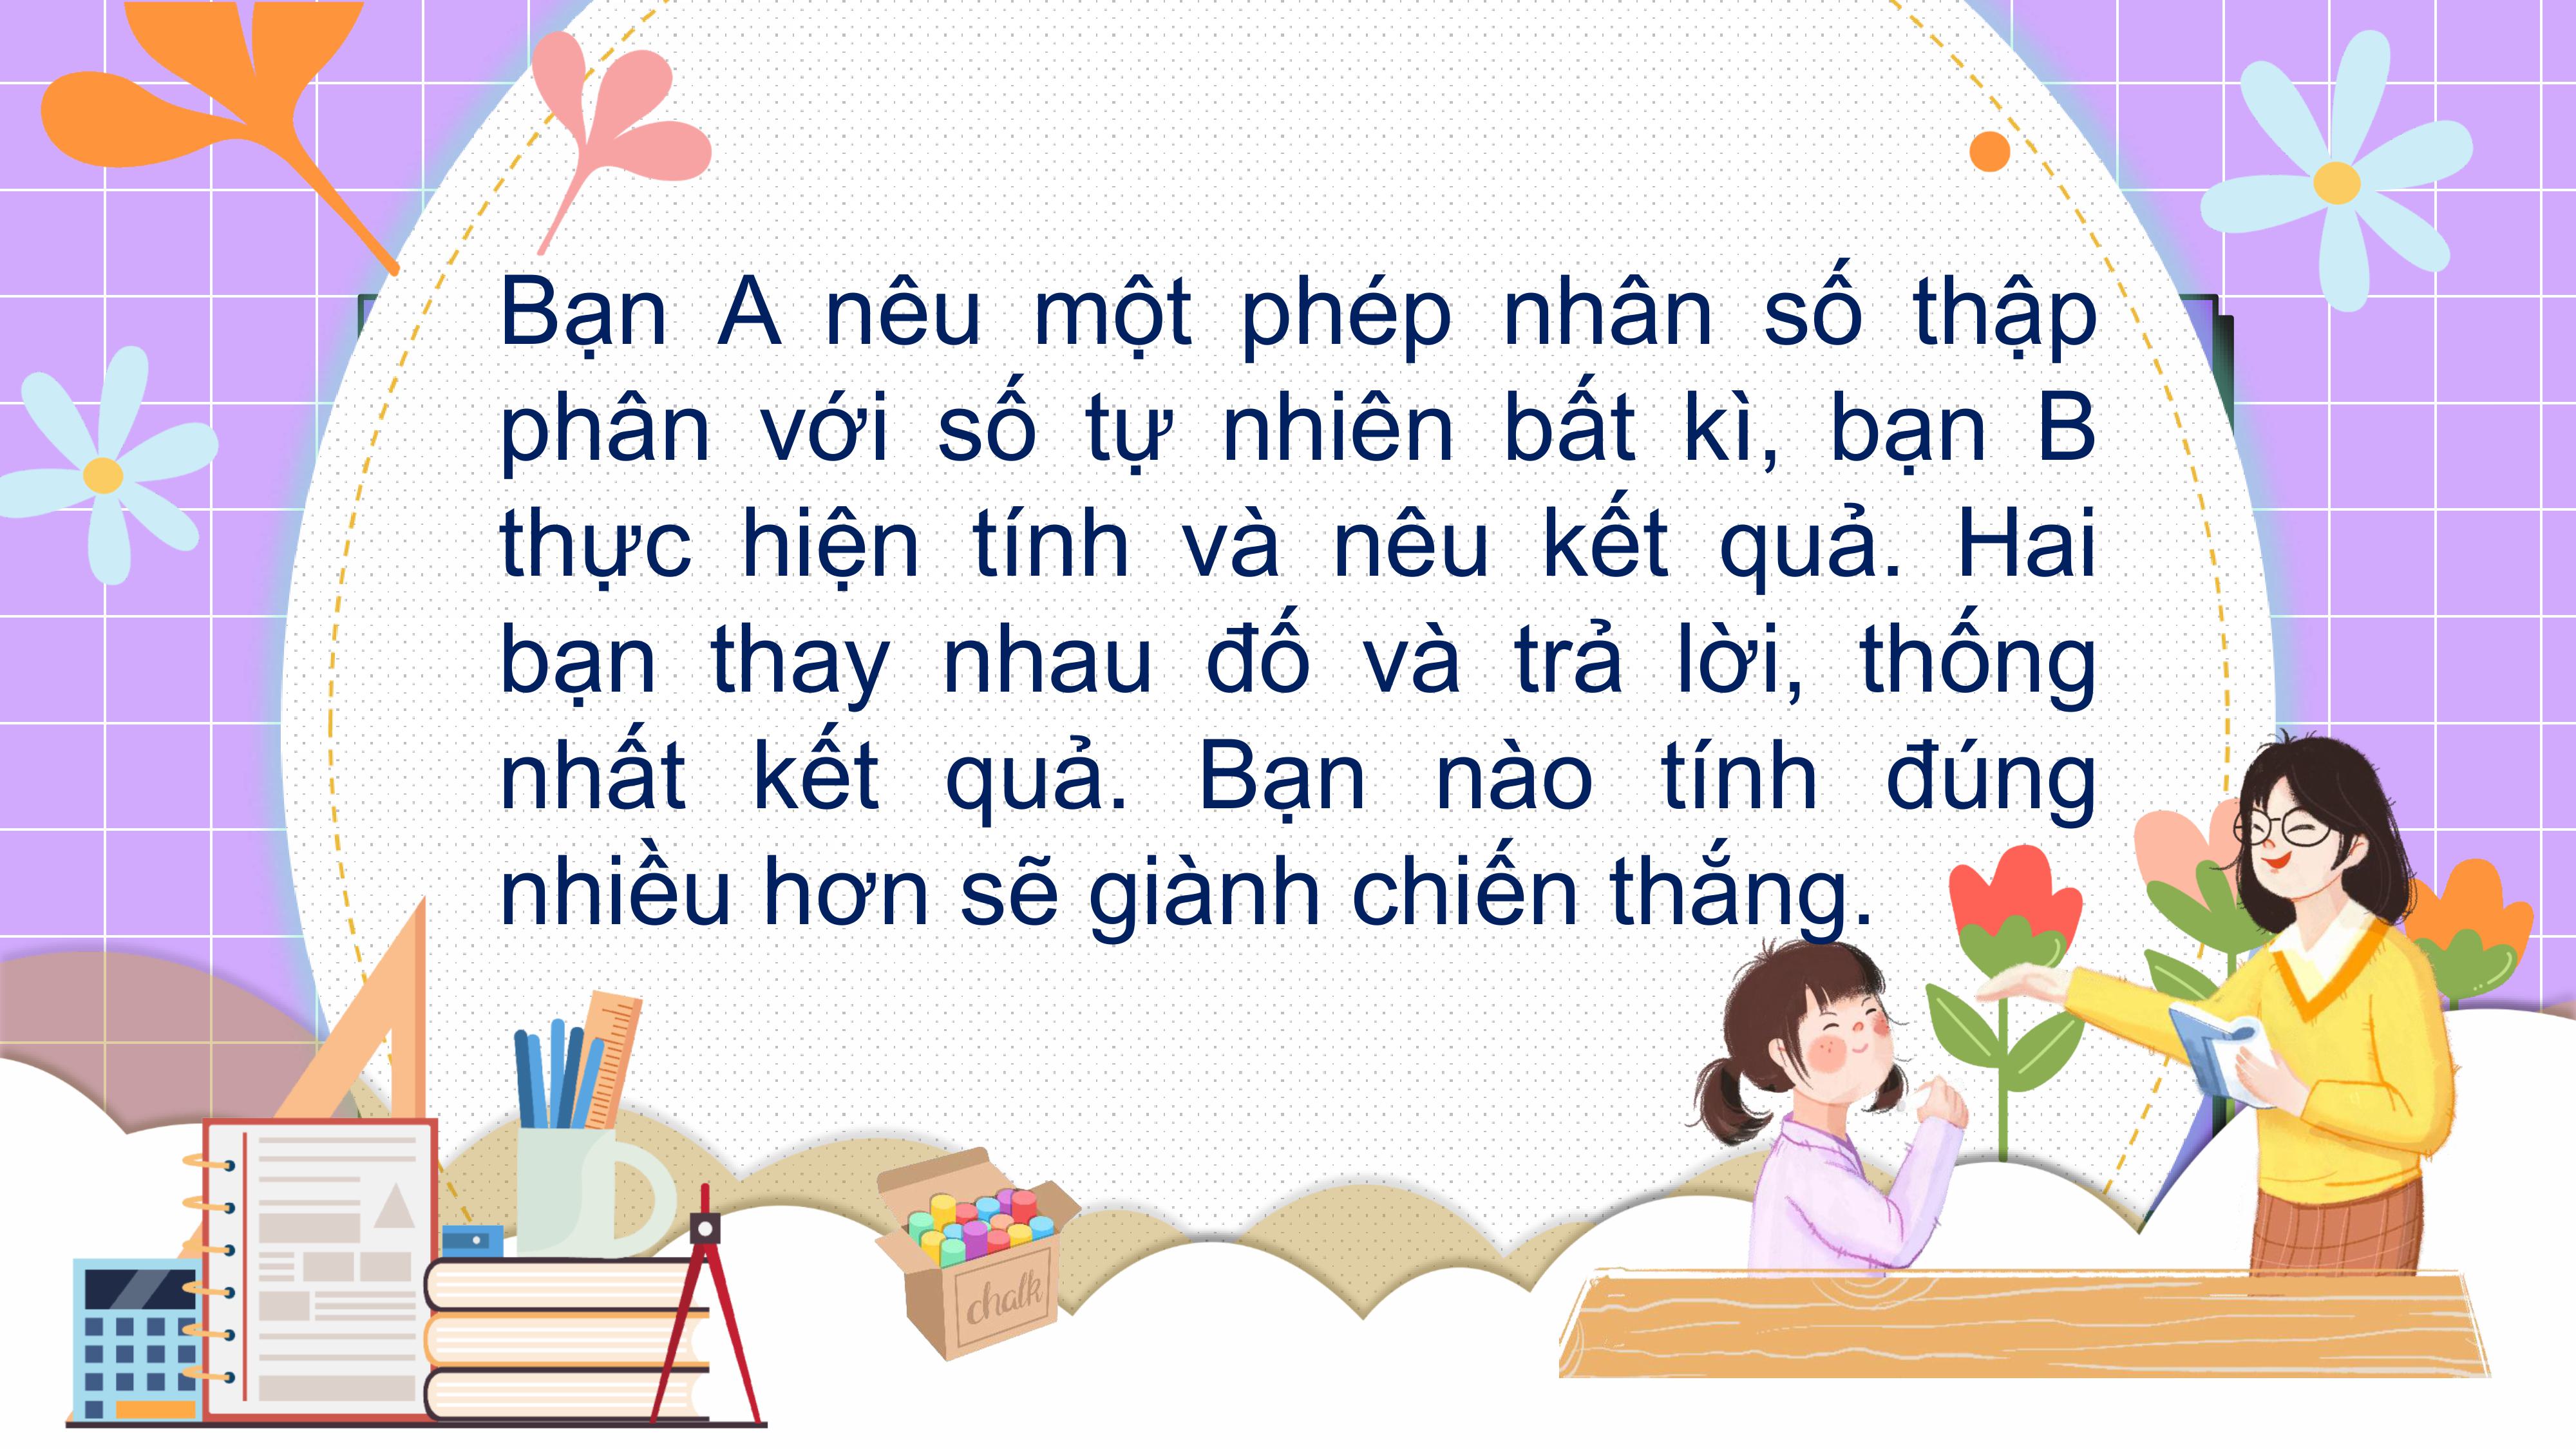 Bạn A nêu một phép nhân số thập
phân với số tự nhiên bất kì, bạn B
thực hiện tính và nêu kết quả. Hai
bạn thay nhau đố và trả lời, thống
nhất kết quả. Bạn nào tính đúng
nhiều hơn sẽ giành chiến thắng.
chalk